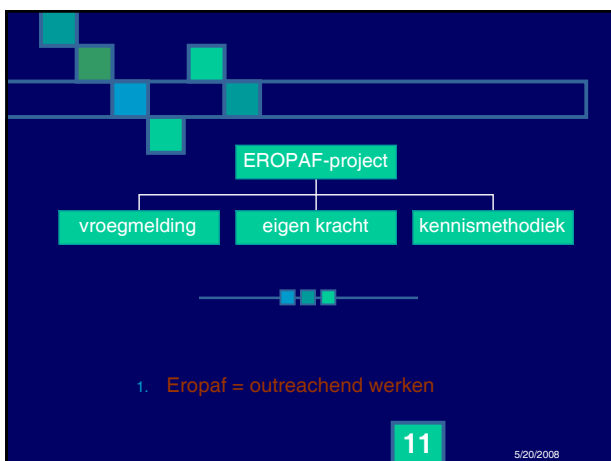 EROPAF-project
vroegmelding eigen kracht kennismethodiek
1. Eropaf = outreachend werken
11
5/20/2008